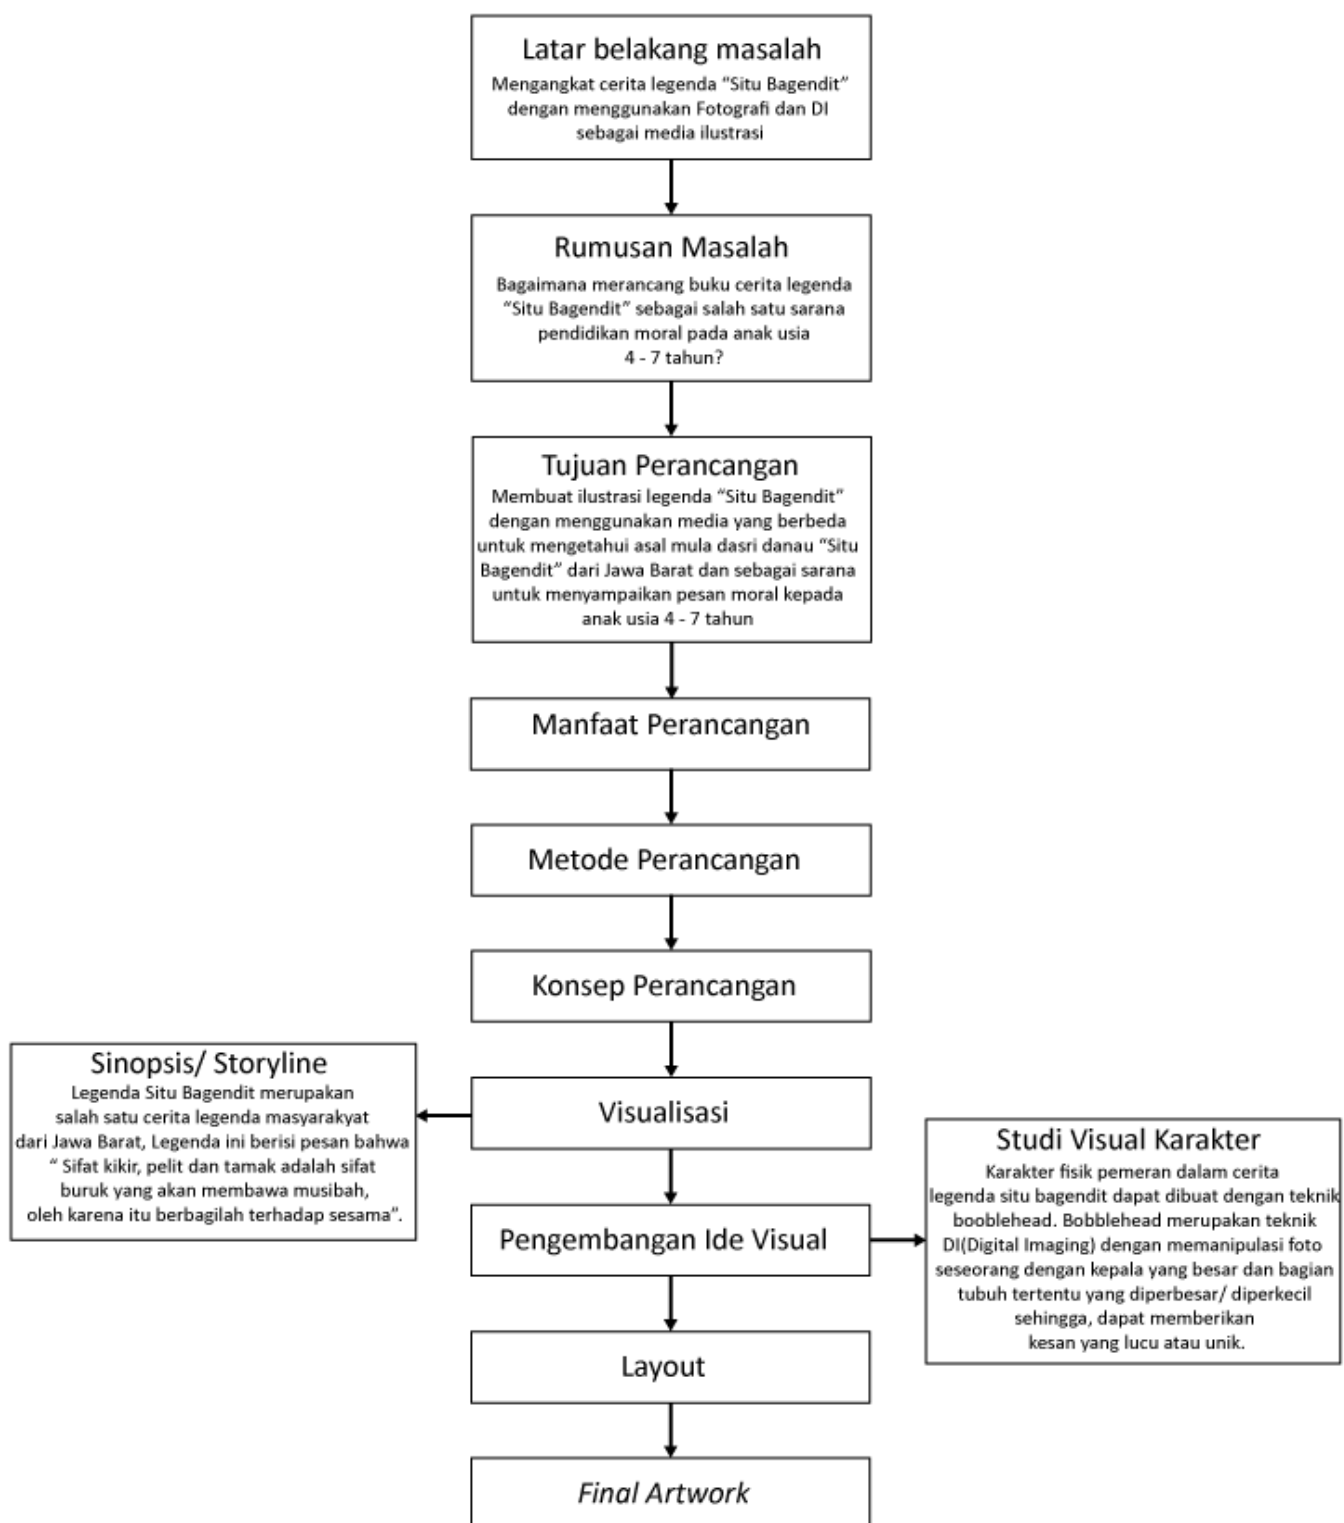 Latar belakang masalah
Mengangkat cerita legenda “Situ Bagendit”
dengan menggunakan Fotografi dan DI
sebagai media ilustrasi
Rumusan Masalah
Bagaimana merancang buku cerita legenda
“Situ Bagendit” sebagai salah satu sarana
pendidikan moral pada anak usia
4 - 7 tahun?
Tujuan Perancangan
Membuat ilustrasi legenda “Situ Bagendit”
dengan menggunakan media yang berbeda
untuk mengetahui asal mula dasri danau “Situ
Bagendit” dari Jawa Barat dan sebagai sarana
untuk menyampaikan pesan moral kepada
anak usia 4 - 7 tahun
Manfaat Perancangan
Metode Perancangan
Konsep Perancangan
Visualisasi
Sinopsis/ Storyline
Legenda Situ Bagendit merupakan
salah satu cerita legenda masyarakyat
dari Jawa Barat, Legenda ini berisi pesan bahwa
“ Sifat kikir, pelit dan tamak adalah sifat
buruk yang akan membawa musibah,
oleh karena itu berbagilah terhadap sesama”.
Pengembangan Ide Visual
Studi Visual Karakter
Karakter fisik pemeran dalam cerita
legenda situ bagendit dapat dibuat dengan teknik
booblehead. Bobblehead merupakan teknik
DI(Digital Imaging) dengan memanipulasi foto
seseorang dengan kepala yang besar dan bagian
tubuh tertentu yang diperbesar/ diperkecil
sehingga, dapat memberikan
kesan yang lucu atau unik.
Layout
Final Artwork